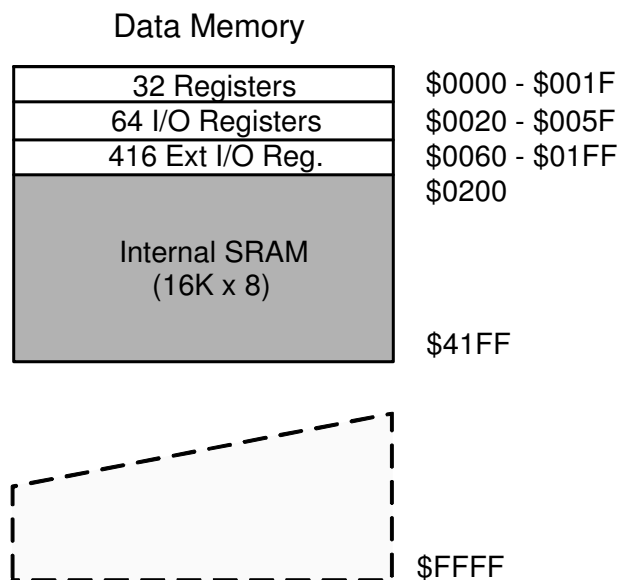 Data Memory
32 Registers $0000 - $001F
64 I/O Registers $0020 - $005F
416 Ext I/O Reg. $0060 - $01FF
$0200
Internal SRAM
(16K x 8)
$41FF
$FFFF